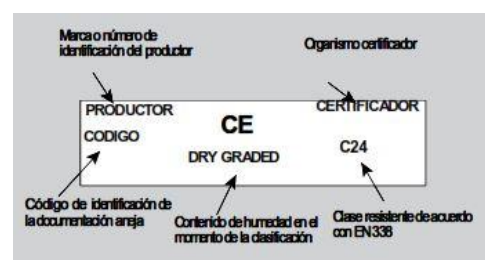 Marca o número de
identificación del productor
Organismo certificador
PRODUCTOR
CERTIFICADOR
CODIGO
CE
C24
DRY GRADED
Código de identificación de
la documentación aneja
Contenido de humedad en el
momento de la clasificación
Clase resistente de acuerdo
con EN 338